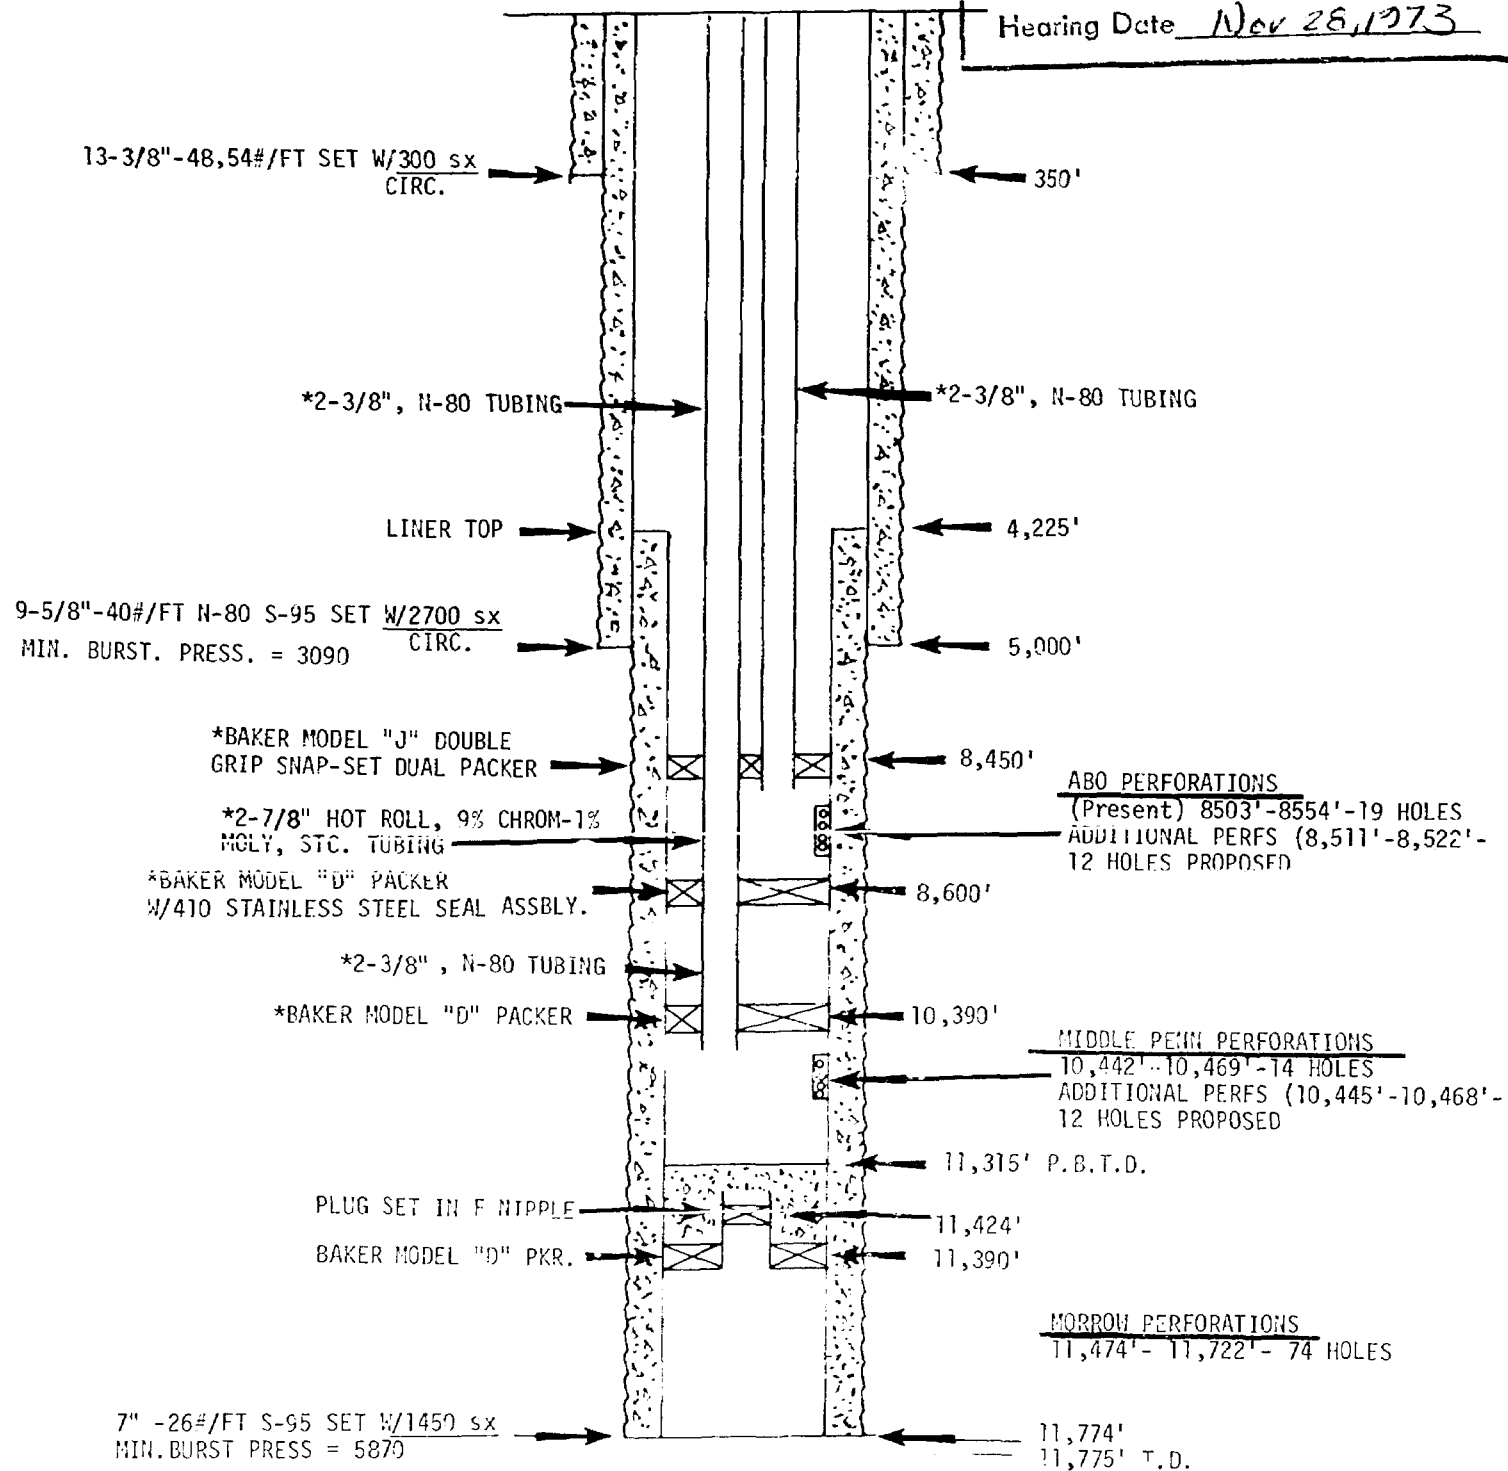 Hearing Date Nov 28, 1973
13-3/8"-48,54#/FT SET W/300 sx
CIRC.
350'
*2-3/8", N-80 TUBING
*2-3/8", N-80 TUBING
LINER TOP
4,225'
9-5/8"-40#/FT N-80 S-95 SET W/2700 sx
CIRC.
MIN. BURST. PRESS. = 3090
5,000'
*BAKER MODEL "J" DOUBLE
GRIP SNAP-SET DUAL PACKER
8,450'
ABO PERFORATIONS
(Present) 8503'-8554'-19 HOLES
ADDITIONAL PERFS (8,511'-8,522'-
12 HOLES PROPOSED
*2-7/8" HOT ROLL, 9% CHROM-1%
MOLY, STC. TUBING
*BAKER MODEL "D" PACKER
W/410 STAINLESS STEEL SEAL ASSBLY.
8,600'
*2-3/8" , N-80 TUBING
*BAKER MODEL "D" PACKER
10,390'
MIDDLE PENN PERFORATIONS
10,442'-10,469'-14 HOLES
ADDITIONAL PERFS (10,445'-10,468'-
12 HOLES PROPOSED
11,315' P.B.T.D.
PLUG SET IN F NIPPLE
11,424'
BAKER MODEL "D" PKR.
11,390'
MORROW PERFORATIONS
11,474'- 11,722'- 74 HOLES
7" -26#/FT S-95 SET W/1450 sx
MIN.BURST PRESS = 5870
11,774'
11,775' T.D.